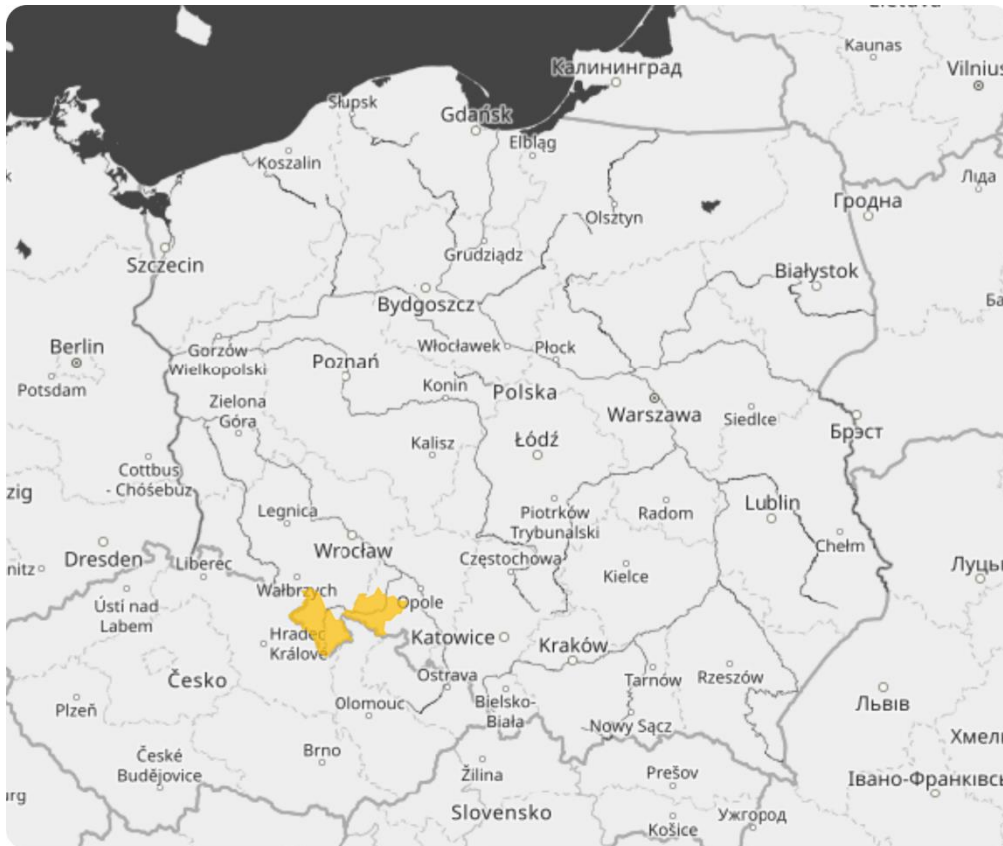 Kaunas
Калининград
Vilnius
Słupsk
Gdańsk
Elbląg
Koszalin
Ліда
Гродна
Olsztyn
Grudziądz
Szczecin
Białystok
Bydgoszcz
Berlin
Włocławek
Płock
Gorzów
Wielkopolski
Poznań
Potsdam
Konin
Polska
Zielona
Góra
Warszawa
Siedlce
Брэст
Kalisz
Łódź
Cottbus
- Chóśebuz
zig
Lublin
Legnica
Piotrków
Trybunalski
Radom
Chełm
Wrocław
Dresden
nitz
Liberec
Częstochowa
Kielce
Луцьк
Wałbrzych
Opole
Ústí nad
Labem
Hradec
Králové
Katowice
Kraków
Česko
Ostrava
Tarnów
Rzeszów
Plzeň
Olomouc
Bielsko-
Biała
Nowy Sącz
Львів
Хмель
Brno
České
Budějovice
Žilina
Prešov
Івано-Франківсь
Slovensko
Ужгород
Košice